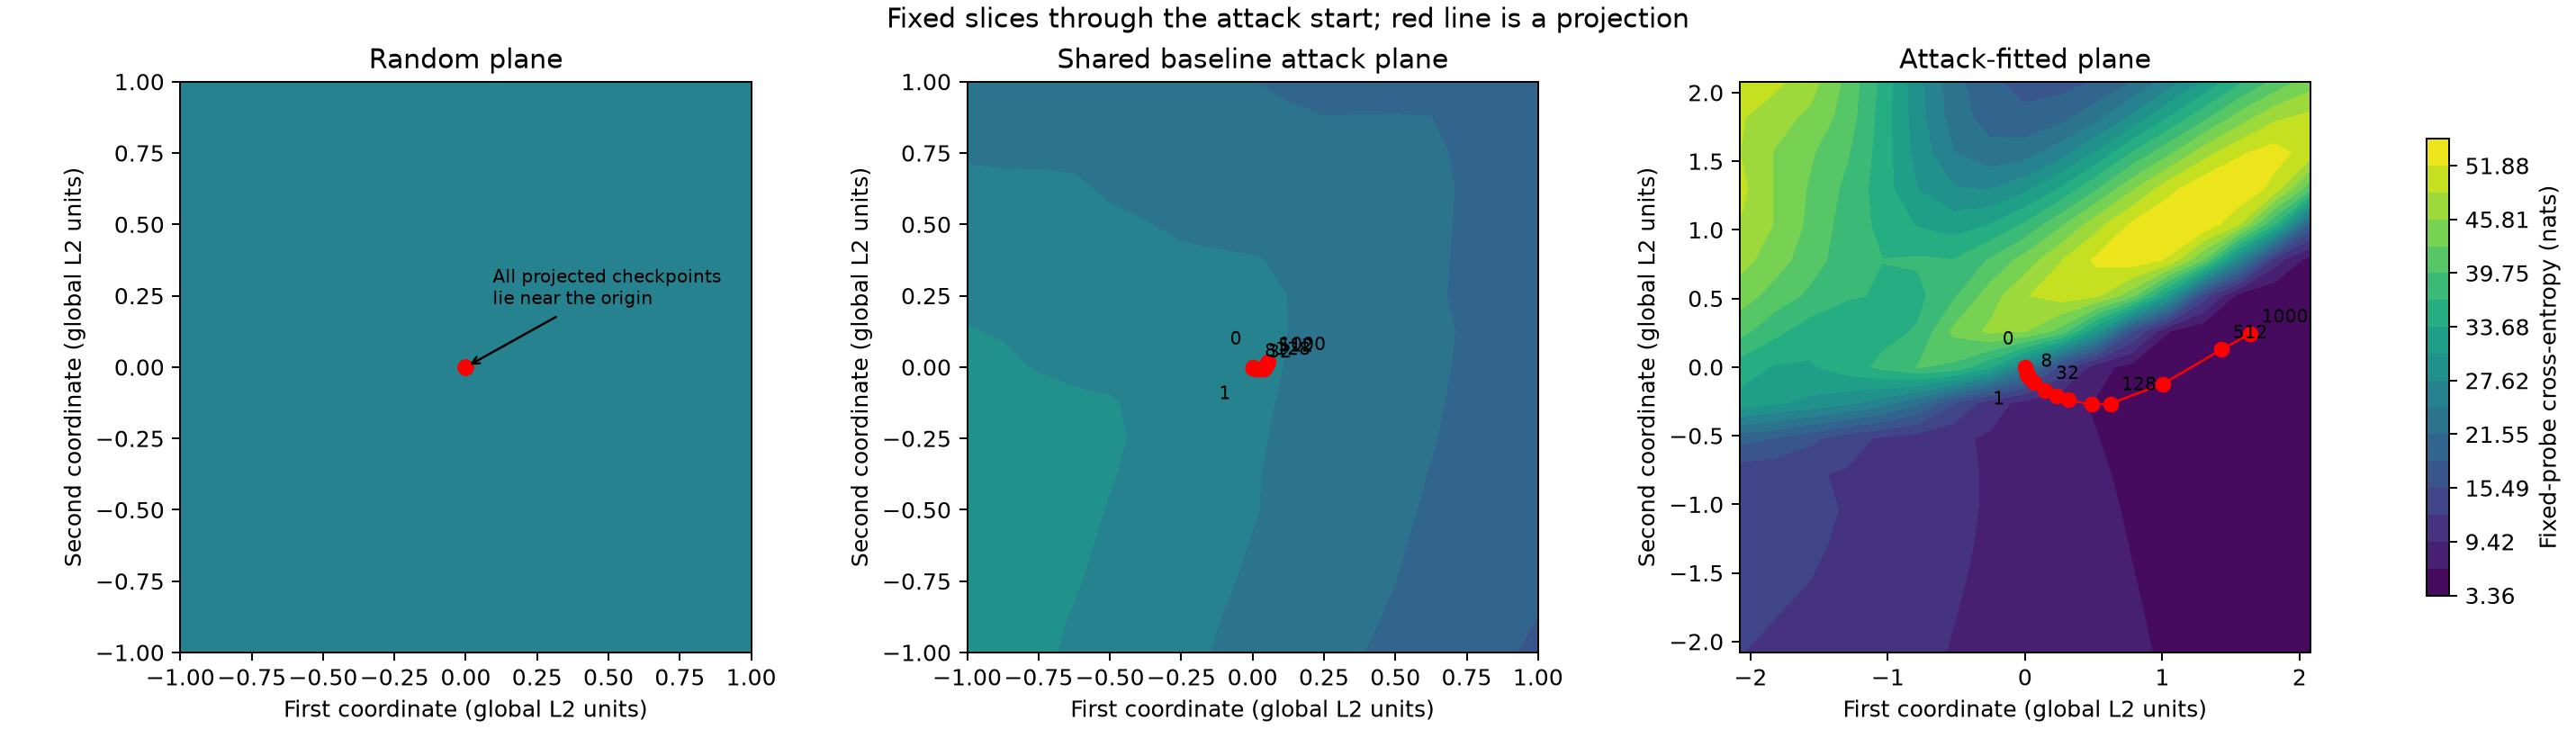 Fixed slices through the attack start; red line is a projection
Random plane
1.00
0.75
0.50
0.25
0.00
−0.25
−0.50
−0.75
−1.00
Second coordinate (global L2 units)
All projected checkpoints
lie near the origin
−1.00 −0.75 −0.50 −0.25 0.00 0.25 0.50 0.75 1.00
First coordinate (global L2 units)
Shared baseline attack plane
1.00
0.75
0.50
0.25
0.00
−0.25
−0.50
−0.75
−1.00
Second coordinate (global L2 units)
0
1
−1.00 −0.75 −0.50 −0.25 0.00 0.25 0.50 0.75 1.00
First coordinate (global L2 units)
Attack-fitted plane
2.0
1.5
1.0
0.5
0.0
−0.5
−1.0
−1.5
−2.0
Second coordinate (global L2 units)
0
1
8
32
128
512
1000
−2 −1 0 1 2
First coordinate (global L2 units)
51.88
45.81
39.75
33.68
27.62
21.55
15.49
9.42
3.36
Fixed-probe cross-entropy (nats)